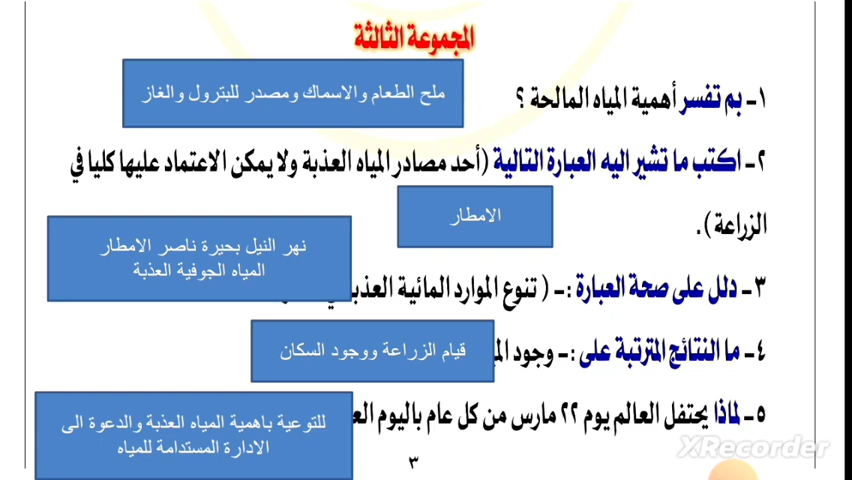 المجموعة الثالثة
١- بم تفسر أهمية المياه المالحة ؟
ملح الطعام والاسماك ومصدر للبترول والغاز
٢- اكتب ما تشير اليه العبارة التالية (أحد مصادر المياه العذبة ولا يمكن الاعتماد عليها كليا في
الزراعة).
الامطار
٣- دلل على صحة العبارة :- ( تنوع الموارد المائية
نهر النيل بحيرة ناصر الامطار
المياه الجوفية العذبة
٤- ما النتائج المترتبة على :- وجود
قيام الزراعة ووجود السكان
٥- لماذا يحتفل العالم يوم ٢٢ مارس من كل عام باليوم
للتوعية باهمية المياه العذبة والدعوة الى
الادارة المستدامة للمياه
٣
XRecorder